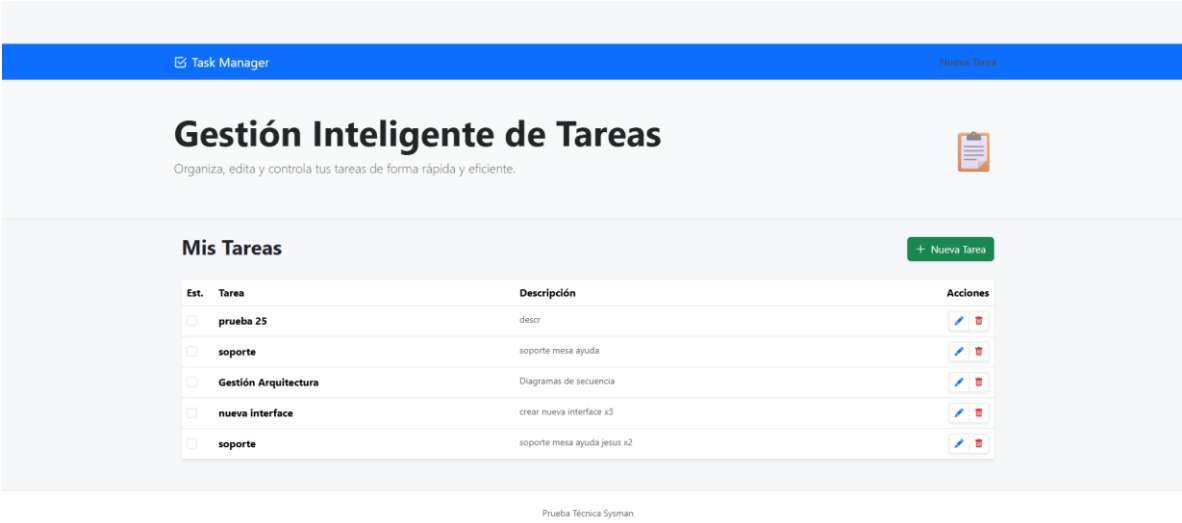 Task Manager Nueva Tarea
Gestión Inteligente de Tareas
Organiza, edita y controla tus tareas de forma rápida y eficiente.
Mis Tareas + Nueva Tarea
Est. Tarea Descripción Acciones
prueba 25 descr
soporte soporte mesa ayuda
Gestión Arquitectura Diagramas de secuencia
nueva interface crear nueva interface x3
soporte soporte mesa ayuda jesus x2
Prueba Técnica Sysman